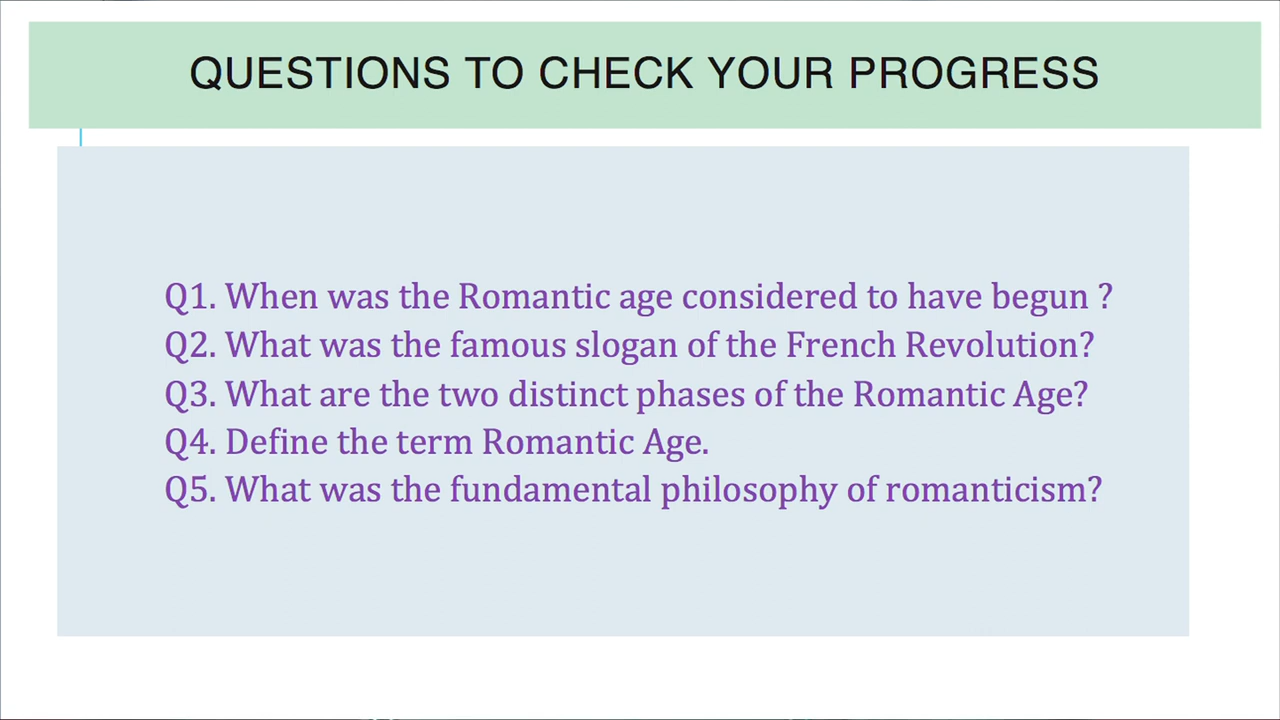 QUESTIONS TO CHECK YOUR PROGRESS
Q1. When was the Romantic age considered to have begun ?
Q2. What was the famous slogan of the French Revolution?
Q3. What are the two distinct phases of the Romantic Age?
Q4. Define the term Romantic Age.
Q5. What was the fundamental philosophy of romanticism?